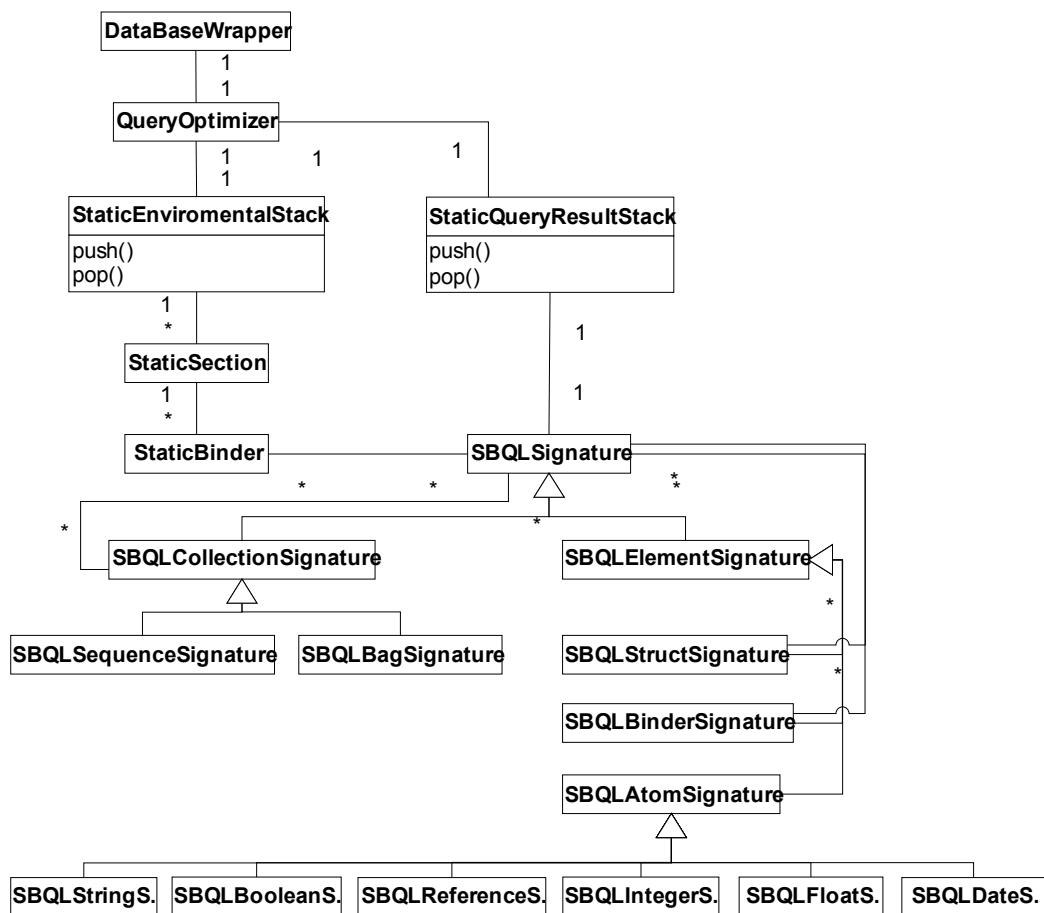 DataBaseWrapper
1
1
QueryOptimizer
1
1
1
1
StaticEnviromentalStack
push()
pop()
StaticQueryResultStack
push()
pop()
1
*
1
1
StaticSection
1
*
StaticBinder
SBQLSignature
*
*
*
*
*
*
SBQLCollectionSignature
SBQLElementSignature
*
SBQLSequenceSignature
SBQLBagSignature
SBQLStructSignature
*
SBQLBinderSignature
SBQLAtomSignature
SBQLStringS.
SBQLBooleanS.
SBQLReferenceS.
SBQLIntegerS.
SBQLFloatS.
SBQLDateS.